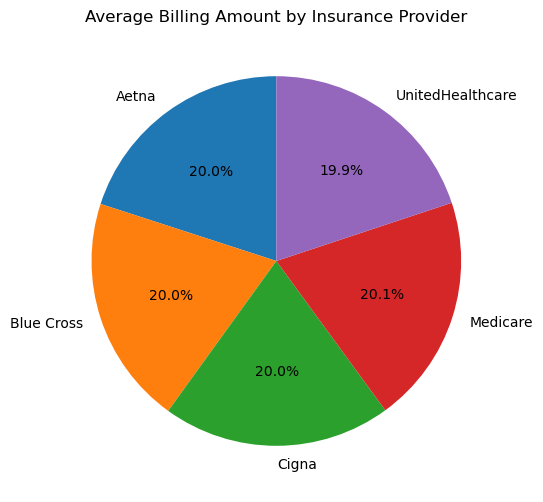 Average Billing Amount by Insurance Provider
Aetna
UnitedHealthcare
20.0%
19.9%
20.0%
20.1%
Blue Cross
Medicare
20.0%
Cigna